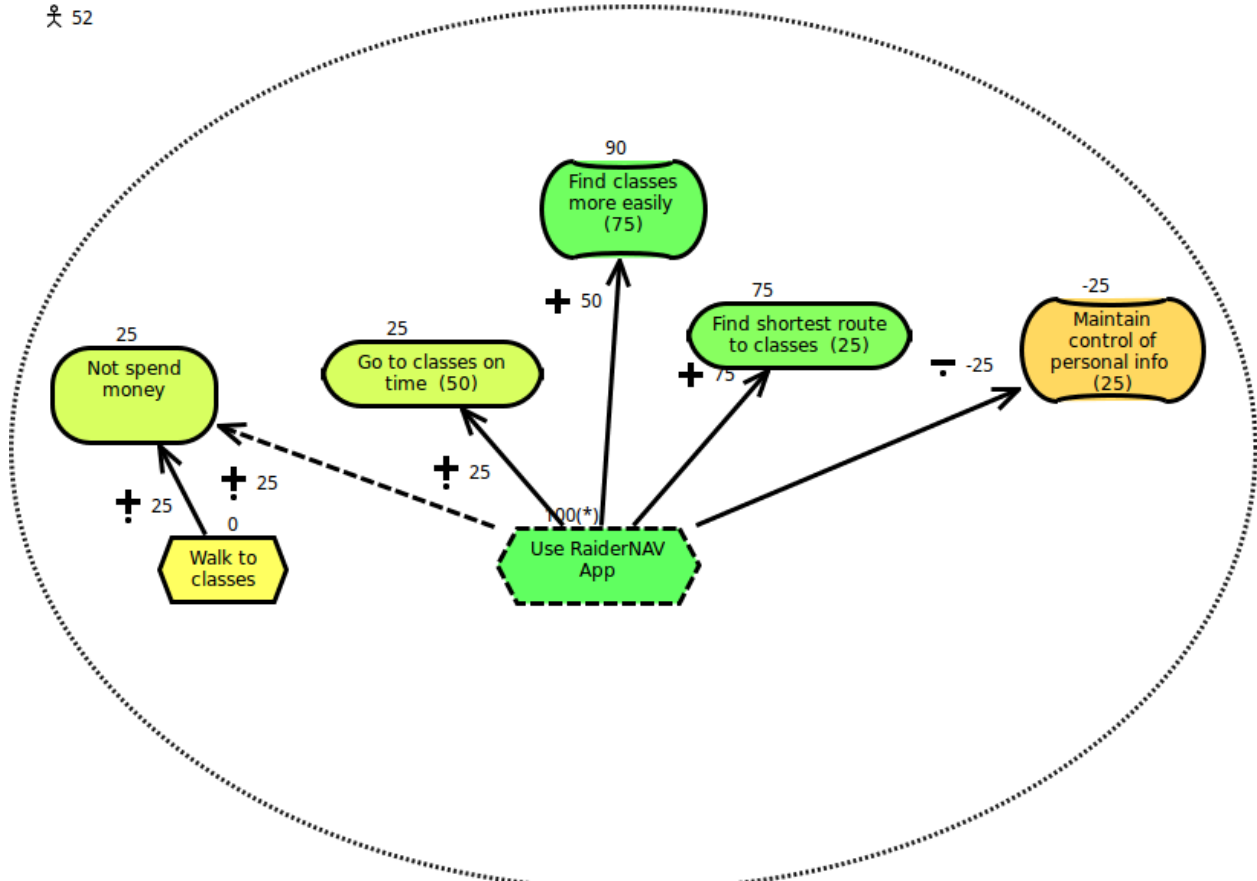 52
90
Find classes
more easily
(75)
50
75
Find shortest route
to classes (25)
75
-25
Maintain
control of
personal info
(25)
-25
25
Not spend
money
25
Go to classes on
time (50)
25
25
25
0
Walk to
classes
100(*)
Use RaiderNAV
App